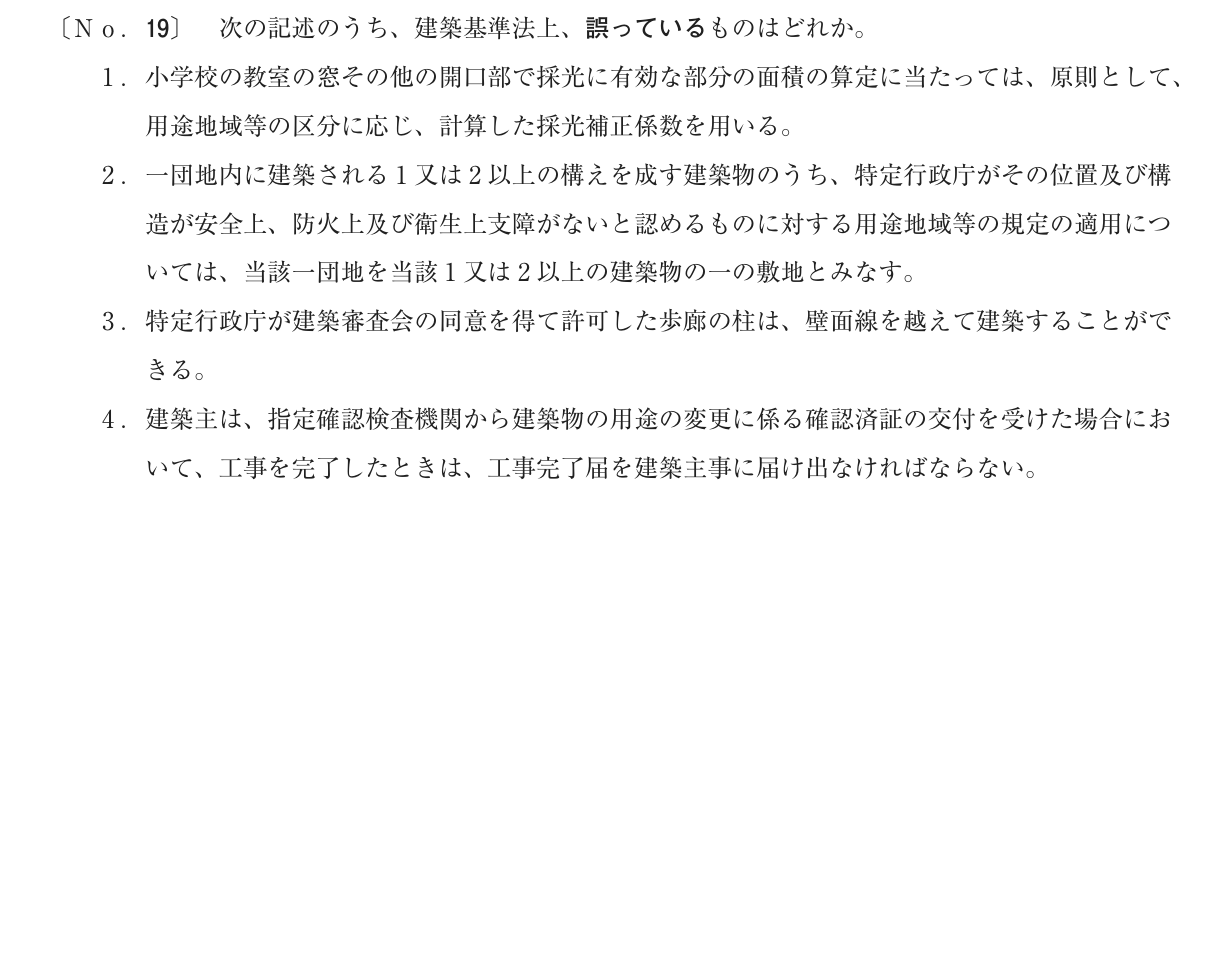 〔Ｎｏ．19〕　次の記述のうち、建築基準法上、誤っているものはどれか。
１．小学校の教室の窓その他の開口部で採光に有効な部分の面積の算定に当たっては、原則として、
用途地域等の区分に応じ、計算した採光補正係数を用いる。
２．一団地内に建築される１又は２以上の構えを成す建築物のうち、特定行政庁がその位置及び構
造が安全上、防火上及び衛生上支障がないと認めるものに対する用途地域等の規定の適用につ
いては、当該一団地を当該１又は２以上の建築物の一の敷地とみなす。
３．特定行政庁が建築審査会の同意を得て許可した歩廊の柱は、壁面線を越えて建築することがで
きる。
４．建築主は、指定確認検査機関から建築物の用途の変更に係る確認済証の交付を受けた場合にお
いて、工事を完了したときは、工事完了届を建築主事に届け出なければならない。